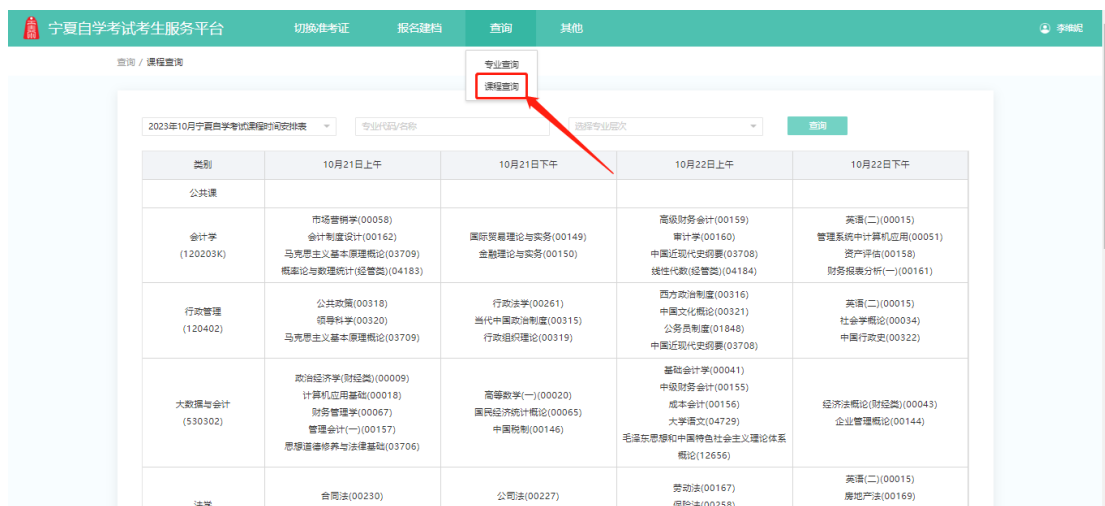 宁夏自学考试考生服务平台 切换准考证 报名建档 查询 其他 李维妮
查询 / 课程查询
专业查询
课程查询
2023年10月宁夏自学考试课程时间安排表 专业代码/名称 选择专业层次 查询
类别 10月21日上午 10月21日下午 10月22日上午 10月22日下午
公共课
会计学
(120203K)
市场营销学(00058)
会计制度设计(00162)
马克思主义基本原理概论(03709)
概率论与数理统计(经管类)(04183)
国际贸易理论与实务(00149)
金融理论与实务(00150)
高级财务会计(00159)
审计学(00160)
中国近现代史纲要(03708)
线性代数(经管类)(04184)
英语(二)(00015)
管理系统中计算机应用(00051)
资产评估(00158)
财务报表分析(一)(00161)
行政管理
(120402)
公共政策(00318)
领导科学(00320)
马克思主义基本原理概论(03709)
行政法学(00261)
当代中国政治制度(00315)
行政组织理论(00319)
西方政治制度(00316)
中国文化概论(00321)
公务员制度(01848)
中国近现代史纲要(03708)
英语(二)(00015)
社会学概论(00034)
中国行政史(00322)
大数据与会计
(530302)
政治经济学(财经类)(00009)
计算机应用基础(00018)
财务管理学(00067)
管理会计(一)(00157)
思想道德修养与法律基础(03706)
高等数学(一)(00020)
国民经济统计概论(00065)
中国税制(00146)
基础会计学(00041)
中级财务会计(00155)
成本会计(00156)
大学语文(04729)
毛泽东思想和中国特色社会主义理论体系
概论(12656)
经济法概论(财经类)(00043)
企业管理概论(00144)
法学
合同法(00230)
公司法(00227)
劳动法(00167)
保险法(00258)
英语(二)(00015)
房地产法(00169)